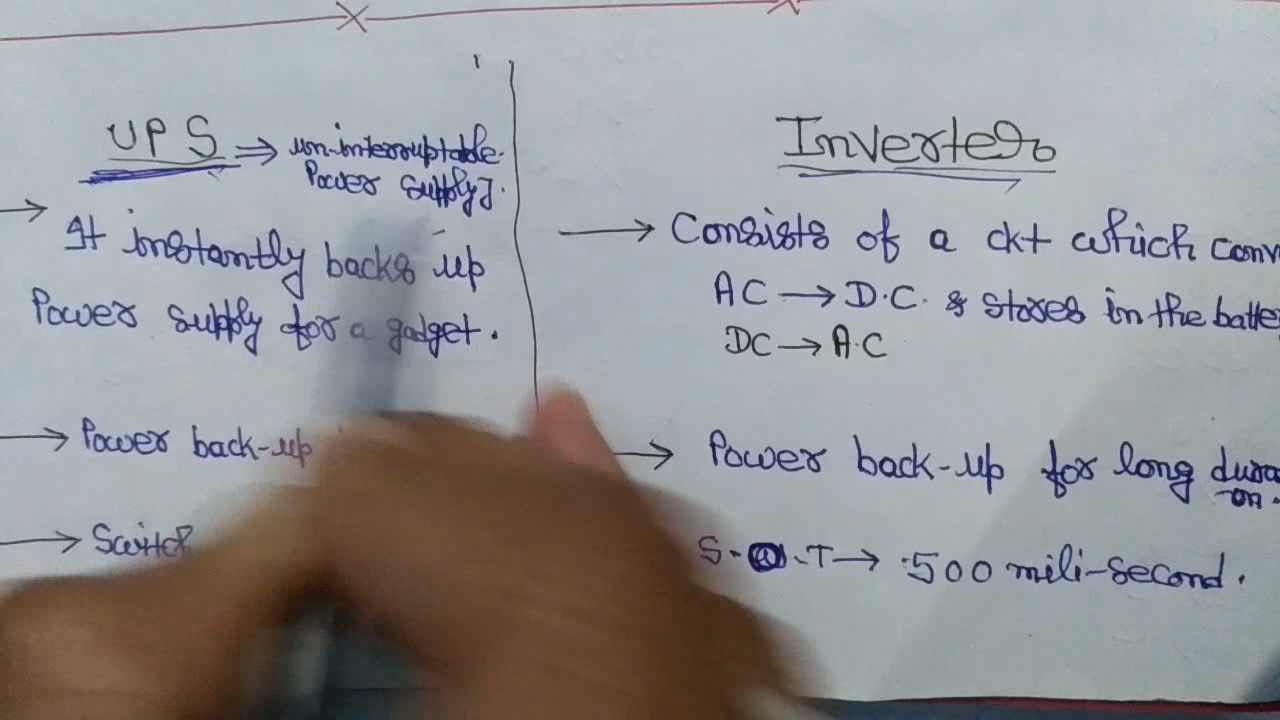 UPS ⇒ un-interruptable
Power supply].
→ It instantly backs up
Power supply for a gadget.
→ Power back-up
→ Switch
Inverter
→ Consists of a ckt which conv
AC → D.C. & stores in the batte
DC → A.C
→ Power back-up for long dura
on.
S- -T → 500 mili-second.